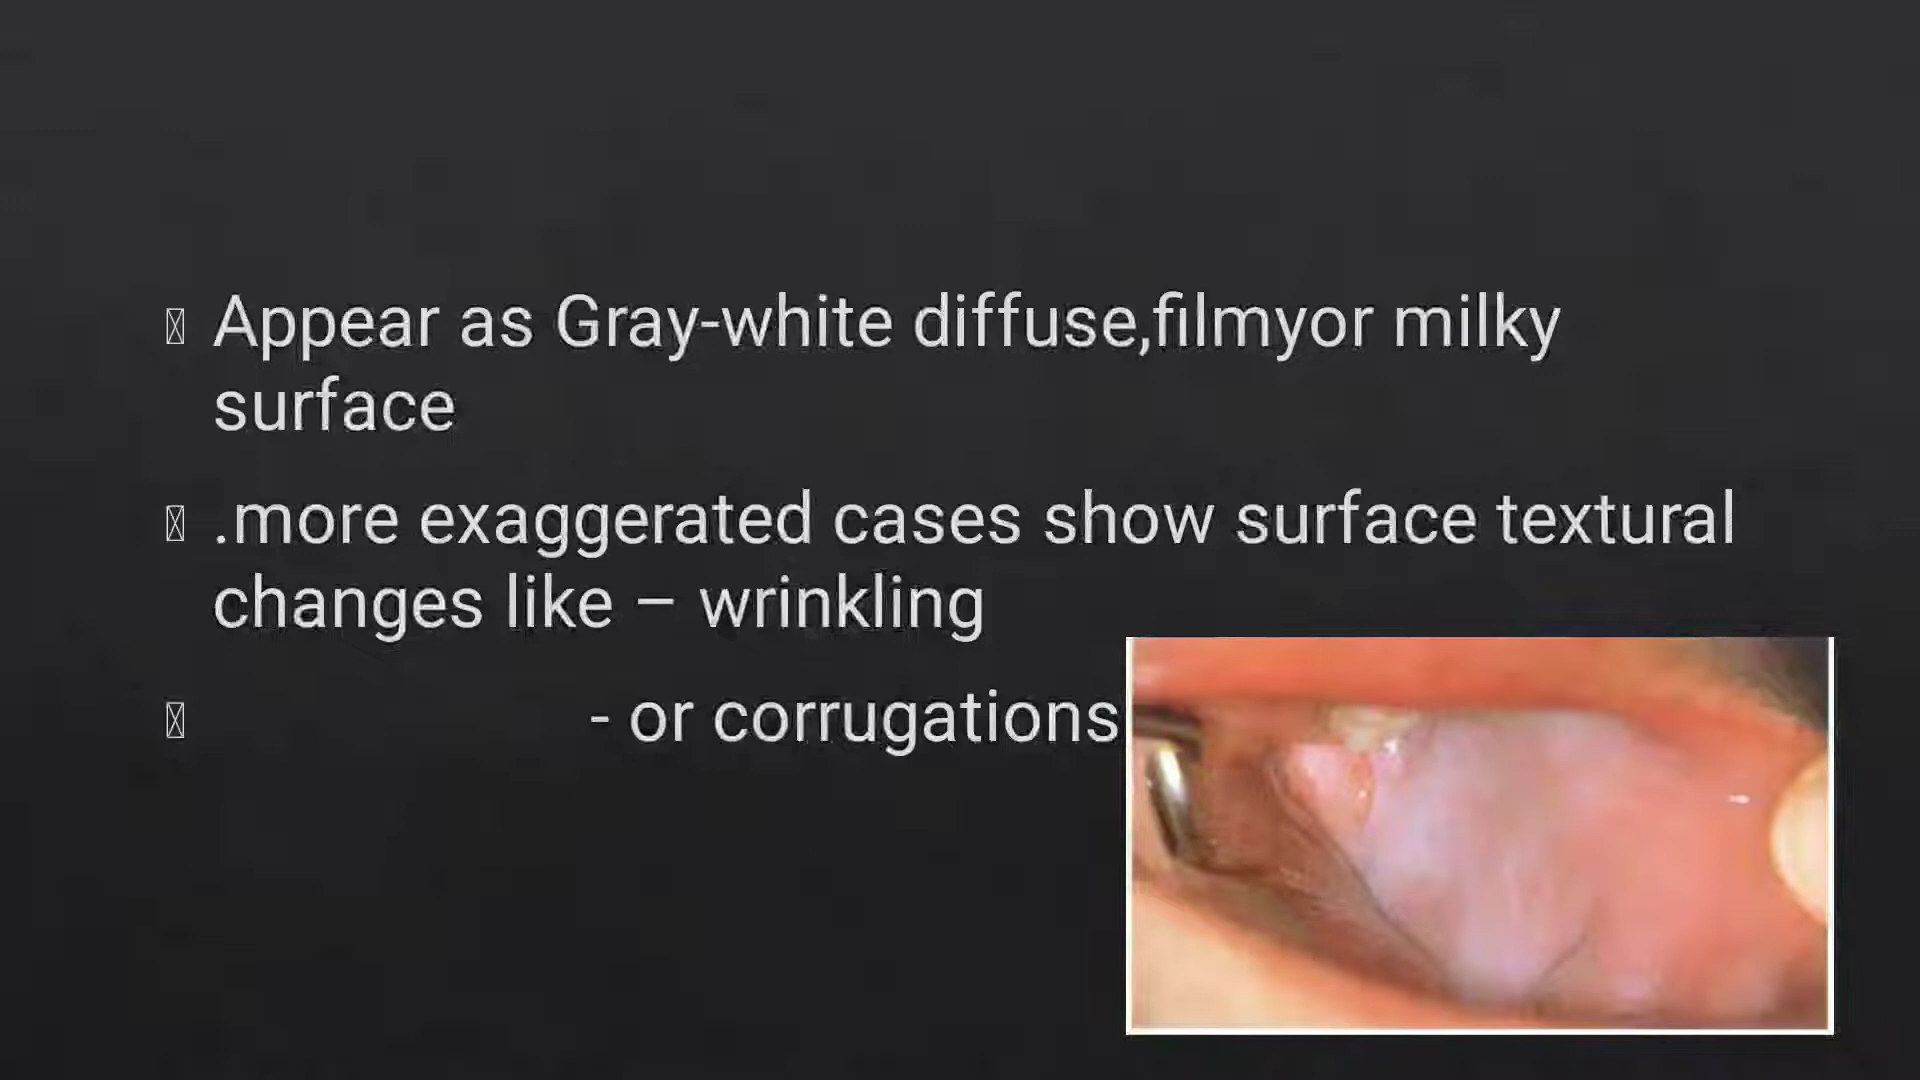 Appear as Gray-white diffuse,filmyor milky
surface
.more exaggerated cases show surface textural
changes like – wrinkling
- or corrugations